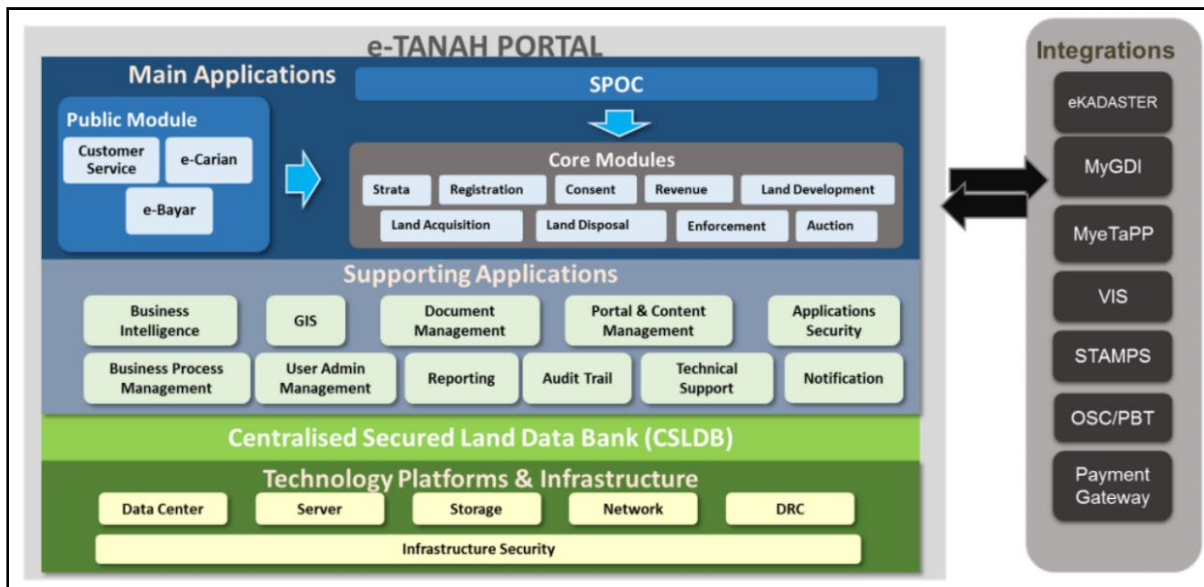 e-TANAH PORTAL
Main Applications
SPOC
Public Module
Customer
Service
e-Carian
e-Bayar
Core Modules
Strata
Registration
Consent
Revenue
Land Development
Land Acquisition
Land Disposal
Enforcement
Auction
Supporting Applications
Business
Intelligence
GIS
Document
Management
Portal & Content
Management
Applications
Security
Business Process
Management
User Admin
Management
Reporting
Audit Trail
Technical
Support
Notification
Centralised Secured Land Data Bank (CSLDB)
Technology Platforms & Infrastructure
Data Center
Server
Storage
Network
DRC
Infrastructure Security
Integrations
eKADASTER
MyGDI
MyeTaPP
VIS
STAMPS
OSC/PBT
Payment
Gateway